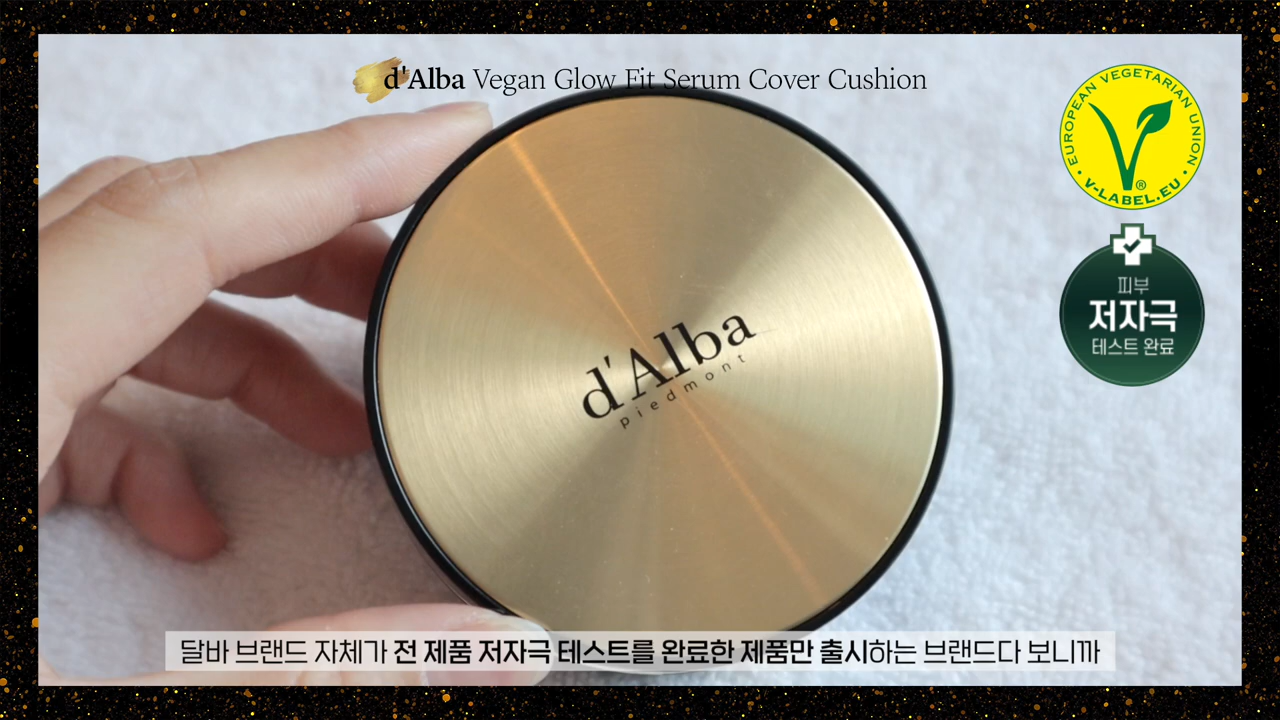 d'Alba Vegan Glow Fit Serum Cover Cushion
EUROPEAN VEGETARIAN UNION
®
• V-LABEL.EU •
피부
저자극
테스트 완료
d'Alba
piedmont
달바 브랜드 자체가 전 제품 저자극 테스트를 완료한 제품만 출시하는 브랜드다 보니까